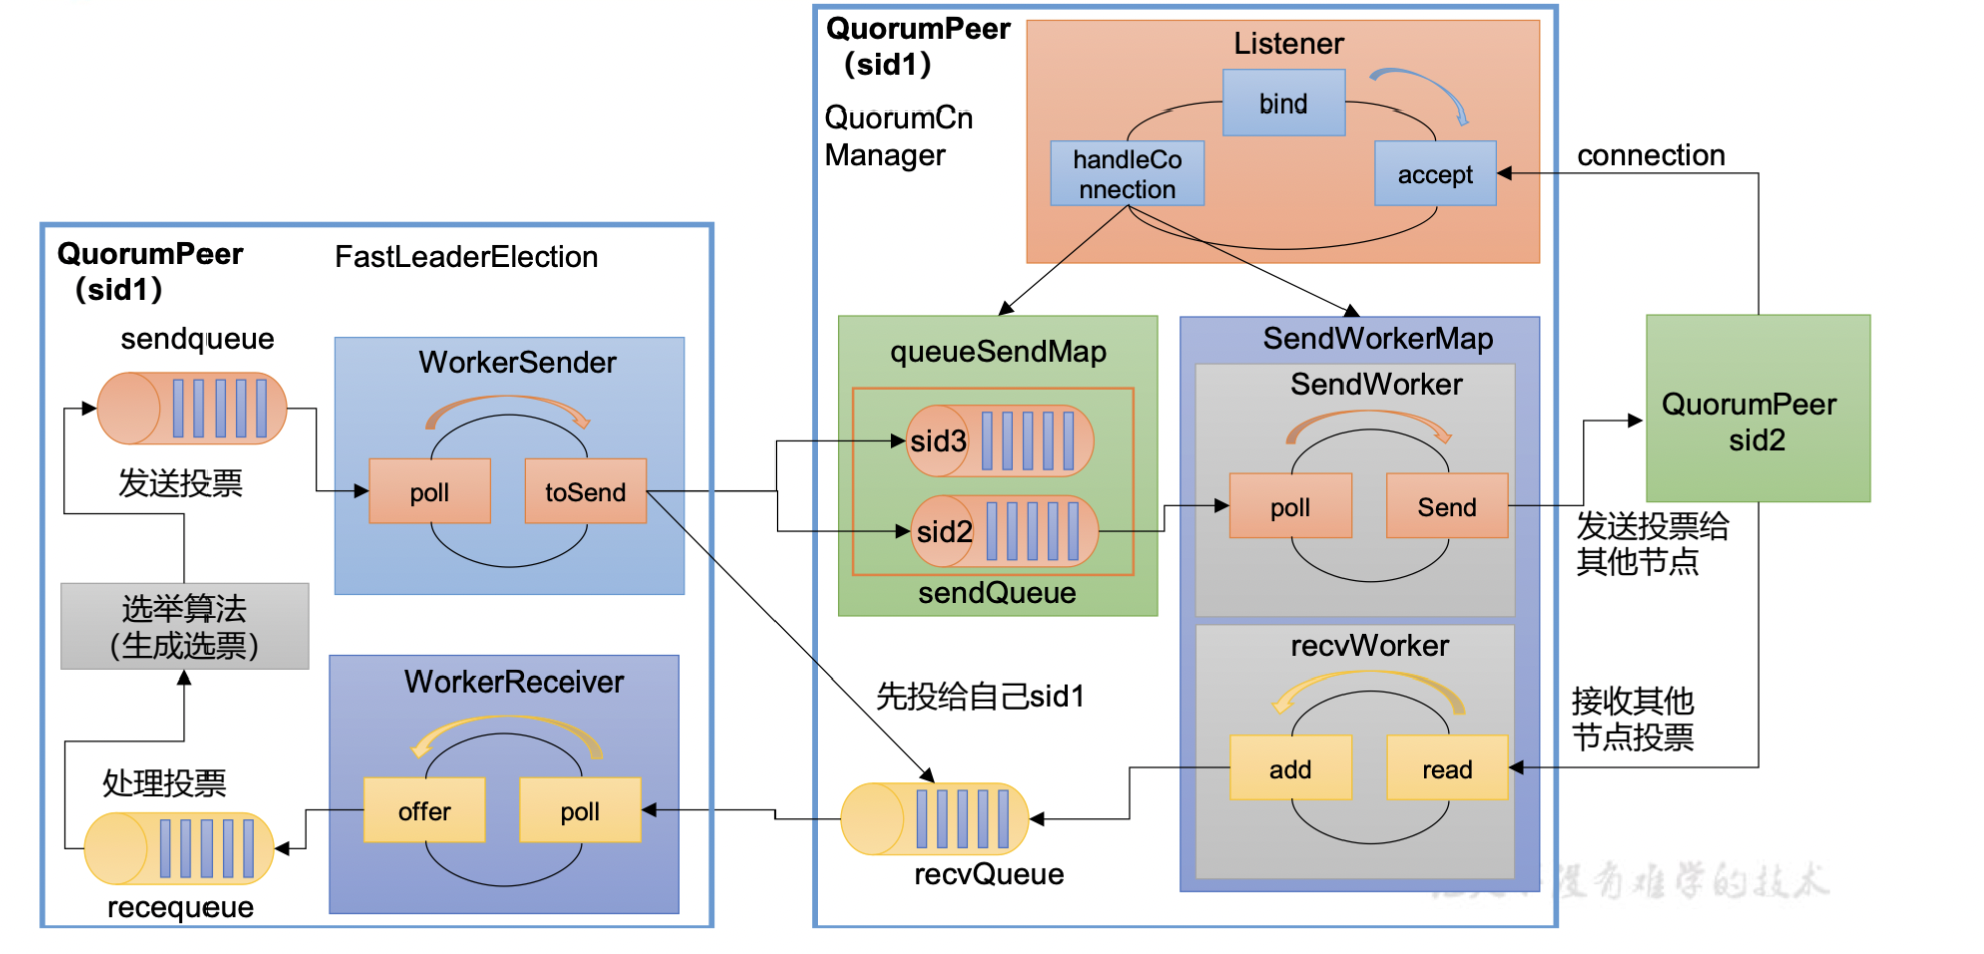 QuorumPeer
（sid1）
FastLeaderElection
sendqueue
发送投票
WorkerSender
poll
toSend
选举算法
（生成选票）
WorkerReceiver
offer
poll
处理投票
recequeue
QuorumPeer
（sid1）
QuorumCn
Manager
Listener
bind
handleCo
nnection
accept
connection
queueSendMap
sid3
sid2
sendQueue
SendWorkerMap
SendWorker
poll
Send
recvWorker
add
read
先投给自己sid1
recvQueue
QuorumPeer
sid2
发送投票给
其他节点
接收其他
节点投票
没有难学的技术